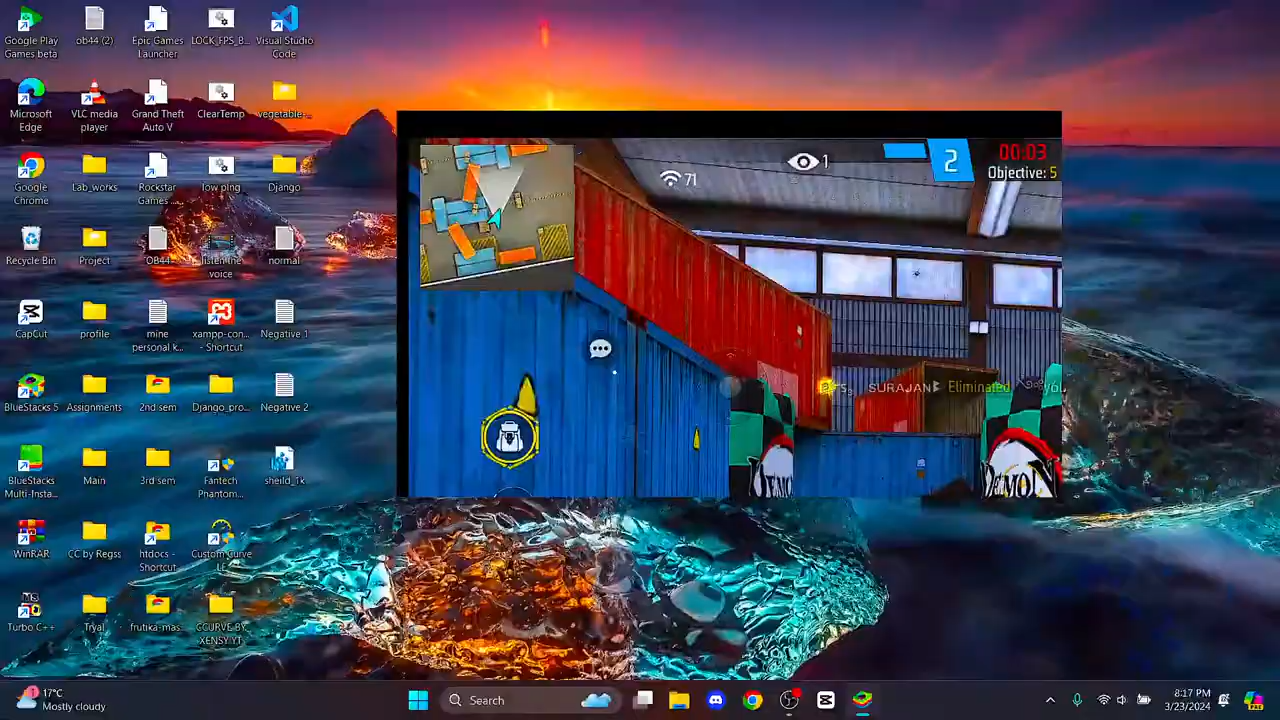 Google Play
Games beta
ob44 (2)
Epic Games
Launcher
LOCK_FPS_B...
Visual Studio
Code
Microsoft
Edge
VLC media
player
Grand Theft
Auto V
ClearTemp
vegetable-...
Google
Chrome
Lab_works
Rockstar
Games ...
low ping
Django
Recycle Bin
Project
OB44-
listen the
voice
normal
CapCut
profile
mine
personal k...
xampp-con...
- Shortcut
Negative 1
BlueStacks 5
Assignments
2nd sem
Django_pro...
Negative 2
BlueStacks
Multi-Insta...
Main
3rd sem
Fantech
Phantom...
sheild_1k
WinRAR
CC by Regss
htdocs -
Shortcut
Custom Curve
Turbo C++
Tryal
frutika-mas...
CCURVE BY
XENSY YT
71
1
2
00:03
Objective: 5
SURAJAN
Eliminated
DEMON
17°C
Mostly cloudy
Search
8:17 PM
3/23/2024